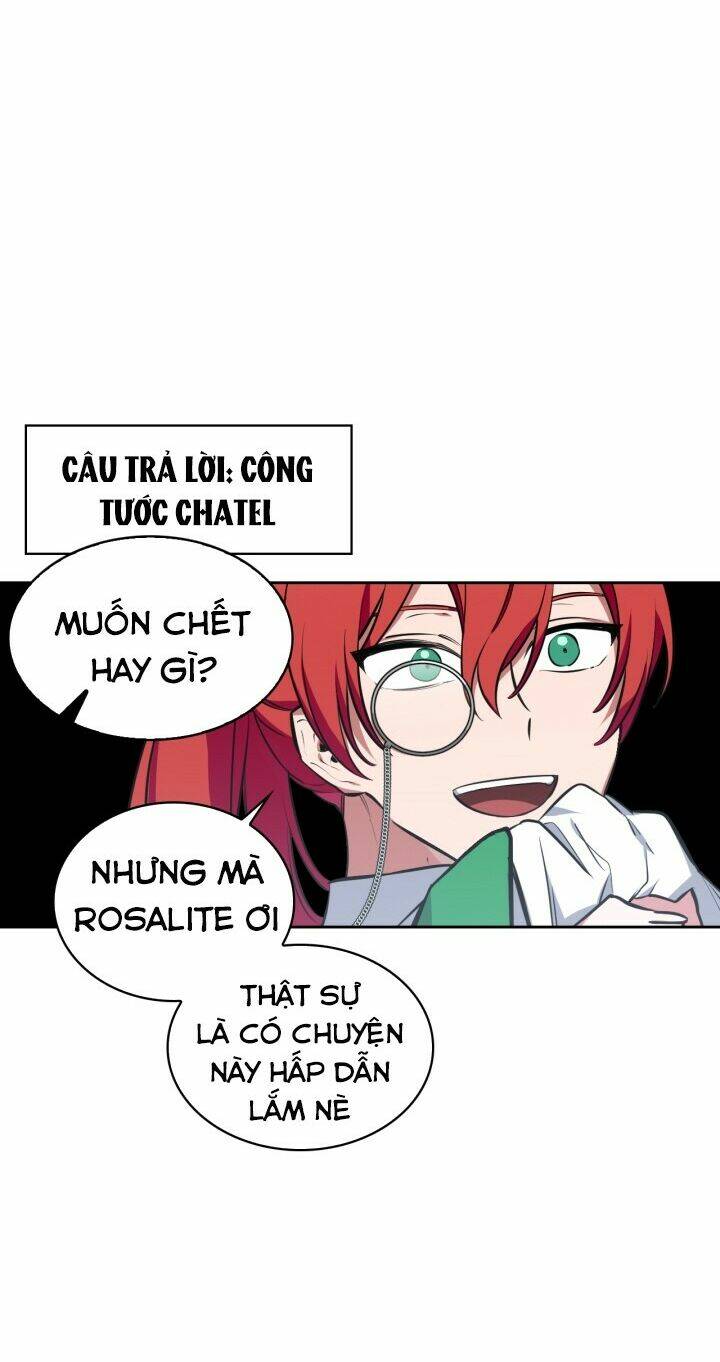 CÂU TRẢ LỜI: CÔNG
TƯỚC CHATEL
MUỐN CHẾT
HAY GÌ?
NHƯNG MÀ
ROSALITE ƠI
THẬT SỰ
LÀ CÓ CHUYỆN
NÀY HẤP DẪN
LẮM NÈ